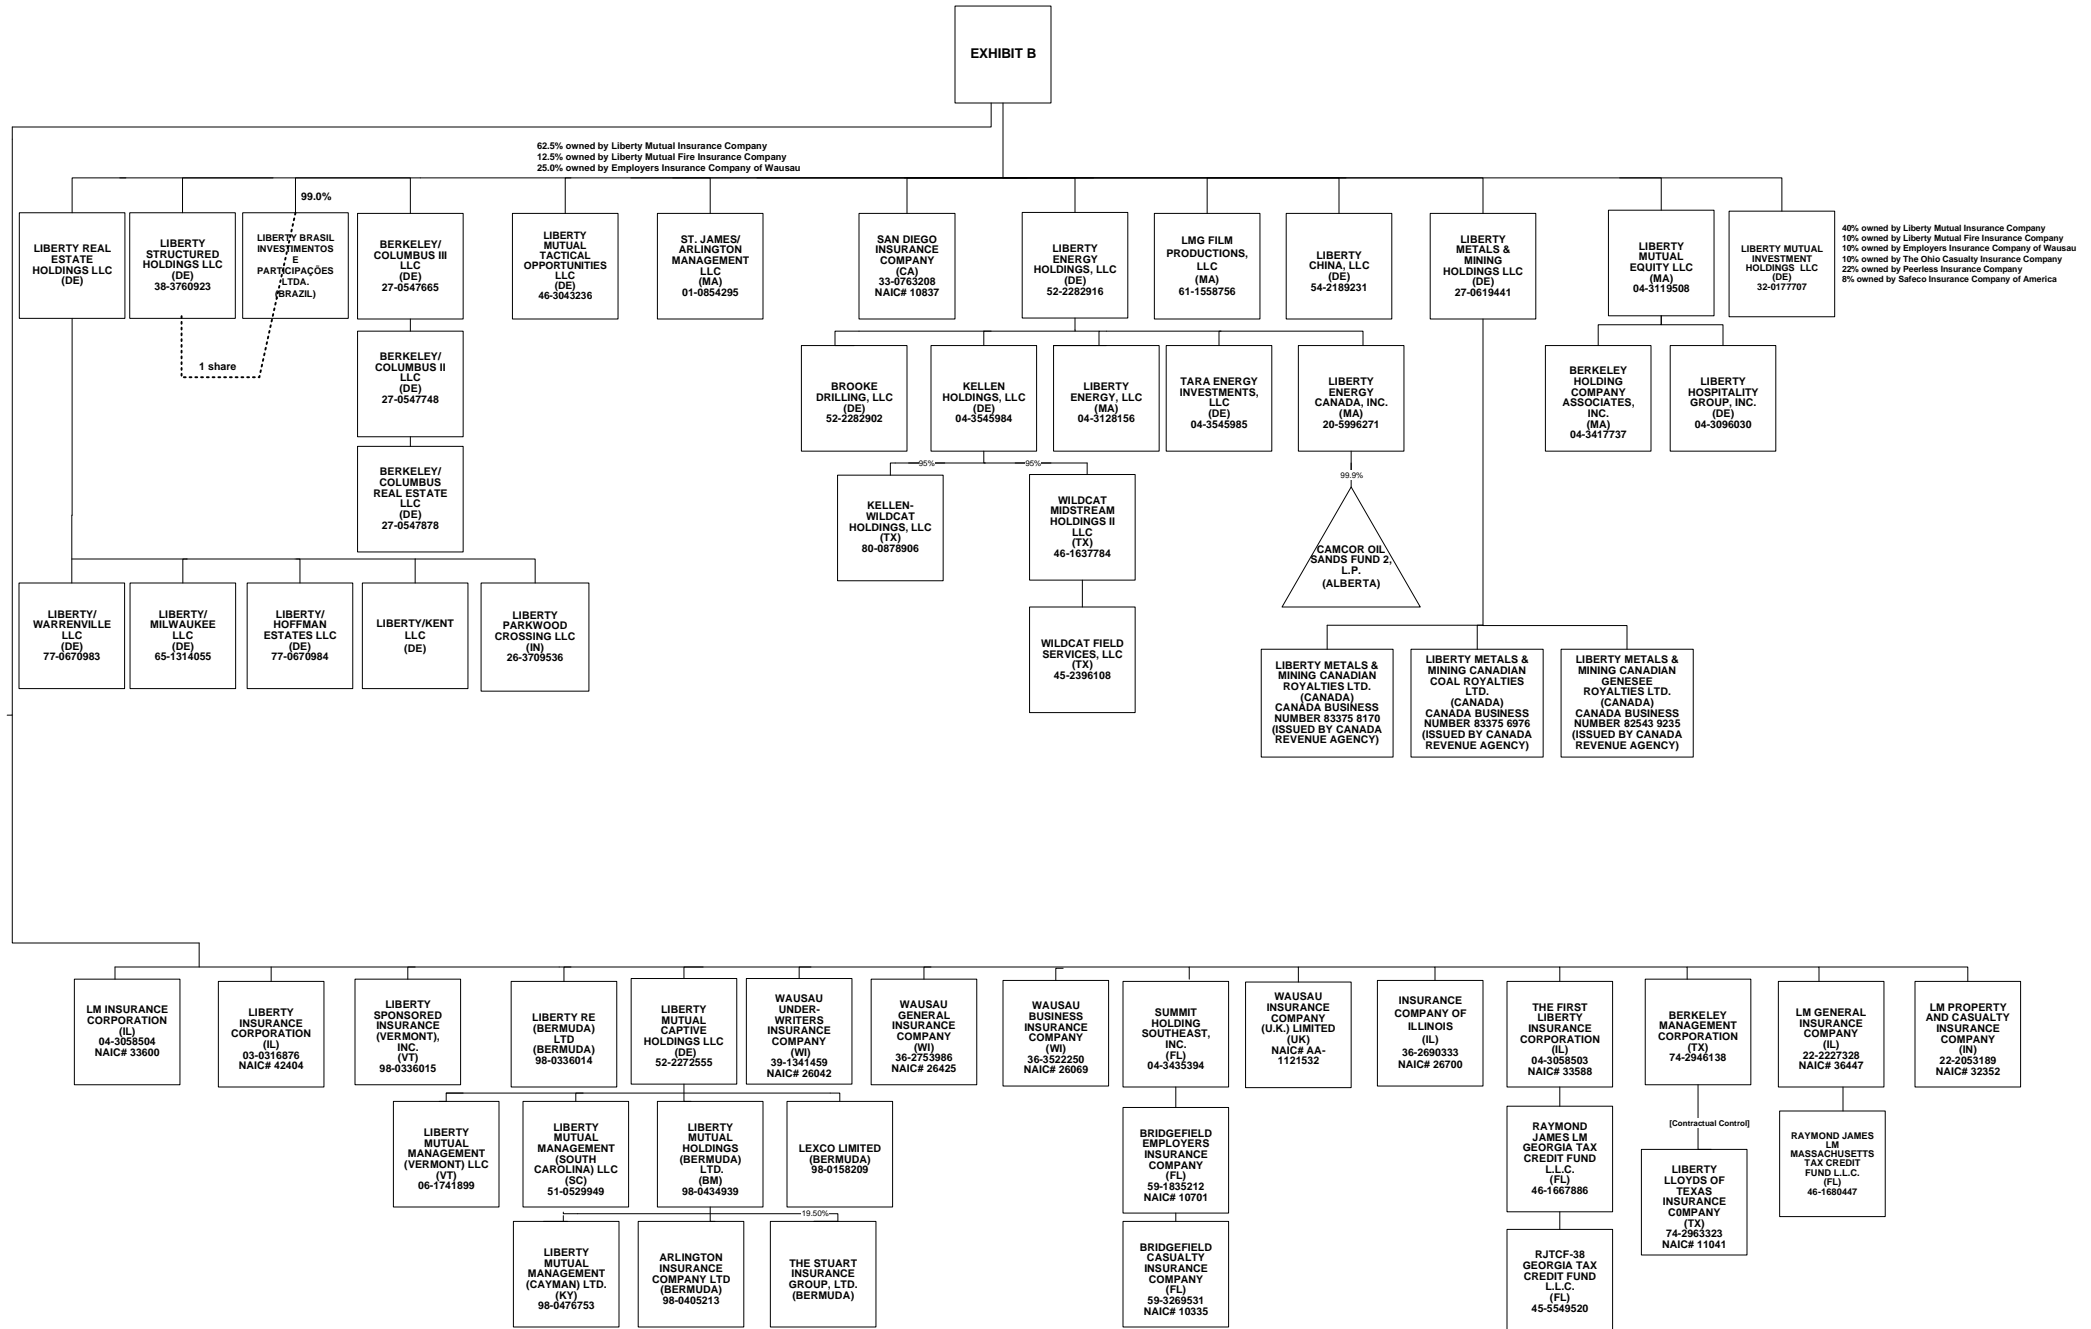 EXHIBIT B
62.5% owned by Liberty Mutual Insurance Company
12.5% owned by Liberty Mutual Fire Insurance Company
25.0% owned by Employers Insurance Company of Wausau
99.0%
LIBERTY REAL
ESTATE
HOLDINGS LLC
(DE)
LIBERTY
STRUCTURED
HOLDINGS LLC
(DE)
38-3760923
LIBERTY BRASIL
INVESTIMENTOS
E
PARTICIPAÇÕES
LTDA.
(BRAZIL)
BERKELEY/
COLUMBUS III
LLC
(DE)
27-0547665
LIBERTY
MUTUAL
TACTICAL
OPPORTUNITIES
LLC
(DE)
46-3043236
ST. JAMES/
ARLINGTON
MANAGEMENT
LLC
(MA)
01-0854295
SAN DIEGO
INSURANCE
COMPANY
(CA)
33-0763208
NAIC# 10837
LIBERTY
ENERGY
HOLDINGS, LLC
(DE)
52-2282916
LMG FILM
PRODUCTIONS,
LLC
(MA)
61-1558756
LIBERTY
CHINA, LLC
(DE)
54-2189231
LIBERTY
METALS &
MINING
HOLDINGS LLC
(DE)
27-0619441
LIBERTY
MUTUAL
EQUITY LLC
(MA)
04-3119508
LIBERTY MUTUAL
INVESTMENT
HOLDINGS LLC
(DE)
32-0177707
40% owned by Liberty Mutual Insurance Company
10% owned by Liberty Mutual Fire Insurance Company
10% owned by Employers Insurance Company of Wausau
10% owned by The Ohio Casualty Insurance Company
22% owned by Peerless Insurance Company
8% owned by Safeco Insurance Company of America
1 share
BERKELEY/
COLUMBUS II
LLC
(DE)
27-0547748
BROOKE
DRILLING, LLC
(DE)
52-2282902
KELLEN
HOLDINGS, LLC
(DE)
04-3545984
LIBERTY
ENERGY, LLC
(MA)
04-3128156
TARA ENERGY
INVESTMENTS,
LLC
(DE)
04-3545985
LIBERTY
ENERGY
CANADA, INC.
(MA)
20-5996271
BERKELEY
HOLDING
COMPANY
ASSOCIATES,
INC.
(MA)
04-3417737
LIBERTY
HOSPITALITY
GROUP, INC.
(DE)
04-3096030
BERKELEY/
COLUMBUS
REAL ESTATE
LLC
(DE)
27-0547878
95%
95%
99.9%
KELLEN-
WILDCAT
HOLDINGS, LLC
(TX)
80-0878906
WILDCAT
MIDSTREAM
HOLDINGS II
LLC
(TX)
46-1637784
CAMCOR OIL
SANDS FUND 2,
L.P.
(ALBERTA)
LIBERTY/
WARRENVILLE
LLC
(DE)
77-0670983
LIBERTY/
MILWAUKEE
LLC
(DE)
65-1314055
LIBERTY/
HOFFMAN
ESTATES LLC
(DE)
77-0670984
LIBERTY/KENT
LLC
(DE)
LIBERTY
PARKWOOD
CROSSING LLC
(IN)
26-3709536
WILDCAT FIELD
SERVICES, LLC
(TX)
45-2396108
LIBERTY METALS &
MINING CANADIAN
ROYALTIES LTD.
(CANADA)
CANADA BUSINESS
NUMBER 83375 8170
(ISSUED BY CANADA
REVENUE AGENCY)
LIBERTY METALS &
MINING CANADIAN
COAL ROYALTIES
LTD.
(CANADA)
CANADA BUSINESS
NUMBER 83375 6976
(ISSUED BY CANADA
REVENUE AGENCY)
LIBERTY METALS &
MINING CANADIAN
GENESEE
ROYALTIES LTD.
(CANADA)
CANADA BUSINESS
NUMBER 82543 9235
(ISSUED BY CANADA
REVENUE AGENCY)
LM INSURANCE
CORPORATION
(IL)
04-3058504
NAIC# 33600
LIBERTY
INSURANCE
CORPORATION
(IL)
03-0316876
NAIC# 42404
LIBERTY
SPONSORED
INSURANCE
(VERMONT),
INC.
(VT)
98-0336015
LIBERTY RE
(BERMUDA)
LTD
(BERMUDA)
98-0336014
LIBERTY
MUTUAL
CAPTIVE
HOLDINGS LLC
(DE)
52-2272555
WAUSAU
UNDER-
WRITERS
INSURANCE
COMPANY
(WI)
39-1341459
NAIC# 26042
WAUSAU
GENERAL
INSURANCE
COMPANY
(WI)
36-2753986
NAIC# 26425
WAUSAU
BUSINESS
INSURANCE
COMPANY
(WI)
36-3522250
NAIC# 26069
SUMMIT
HOLDING
SOUTHEAST,
INC.
(FL)
04-3435394
WAUSAU
INSURANCE
COMPANY
(U.K.) LIMITED
(UK)
NAIC# AA-
1121532
INSURANCE
COMPANY OF
ILLINOIS
(IL)
36-2690333
NAIC# 26700
THE FIRST
LIBERTY
INSURANCE
CORPORATION
(IL)
04-3058503
NAIC# 33588
BERKELEY
MANAGEMENT
CORPORATION
(TX)
74-2946138
LM GENERAL
INSURANCE
COMPANY
(IL)
22-2227328
NAIC# 36447
LM PROPERTY
AND CASUALTY
INSURANCE
COMPANY
(IN)
22-2053189
NAIC# 32352
LIBERTY
MUTUAL
MANAGEMENT
(VERMONT) LLC
(VT)
06-1741899
LIBERTY
MUTUAL
MANAGEMENT
(SOUTH
CAROLINA) LLC
(SC)
51-0529949
LIBERTY
MUTUAL
HOLDINGS
(BERMUDA)
LTD.
(BM)
98-0434939
LEXCO LIMITED
(BERMUDA)
98-0158209
BRIDGEFIELD
EMPLOYERS
INSURANCE
COMPANY
(FL)
59-1835212
NAIC# 10701
RAYMOND
JAMES LM
GEORGIA TAX
CREDIT FUND
L.L.C.
(FL)
46-1667886
[Contractual Control]
LIBERTY
LLOYDS OF
TEXAS
INSURANCE
C0MPANY
(TX)
74-2963323
NAIC# 11041
RAYMOND JAMES
LM
MASSACHUSETTS
TAX CREDIT
FUND L.L.C.
(FL)
46-1680447
19.50%
LIBERTY
MUTUAL
MANAGEMENT
(CAYMAN) LTD.
(KY)
98-0476753
ARLINGTON
INSURANCE
COMPANY LTD
(BERMUDA)
98-0405213
THE STUART
INSURANCE
GROUP, LTD.
(BERMUDA)
BRIDGEFIELD
CASUALTY
INSURANCE
COMPANY
(FL)
59-3269531
NAIC# 10335
RJTCF-38
GEORGIA TAX
CREDIT FUND
L.L.C.
(FL)
45-5549520